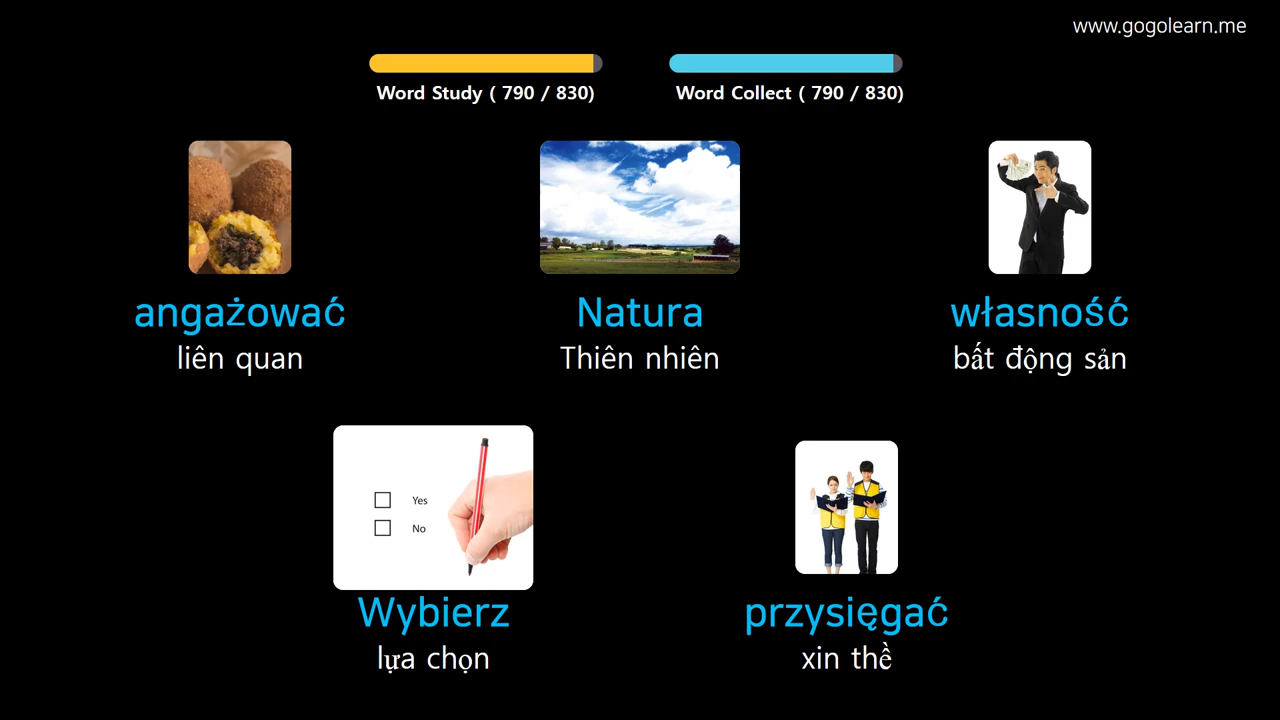 www.gogolearn.me
Word Study ( 790 / 830)
Word Collect ( 790 / 830)
angażować
liên quan
Natura
Thiên nhiên
własność
bất động sản
Yes
No
Wybierz
lựa chọn
przysięgać
xin thề